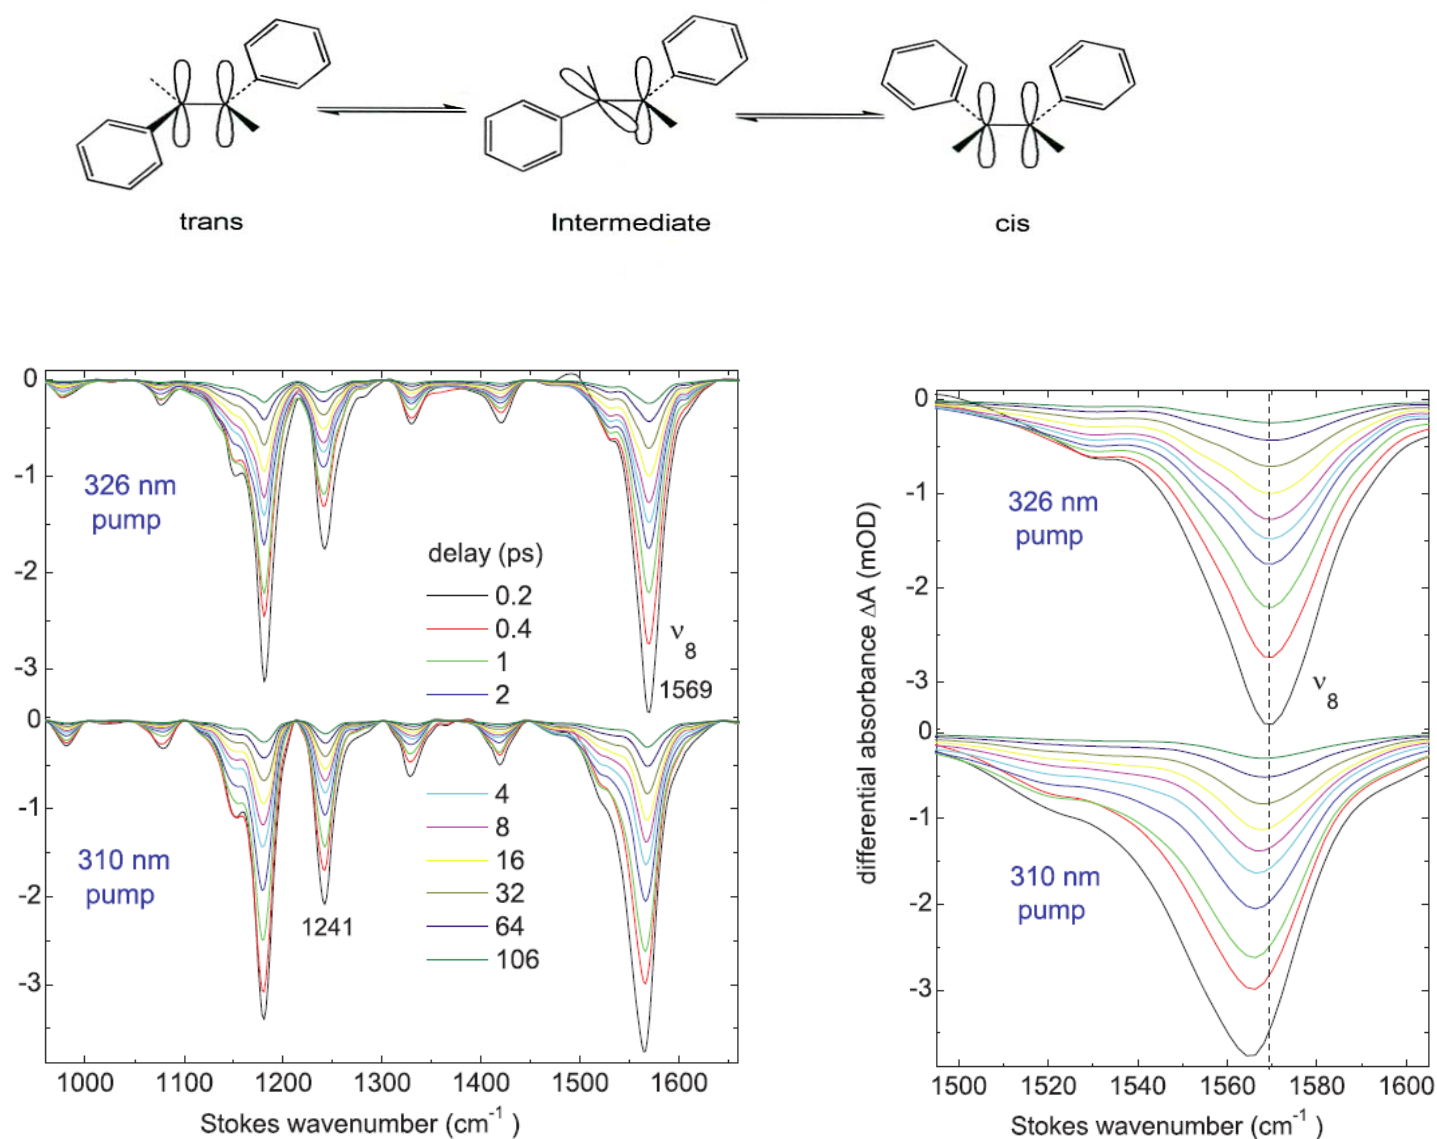 trans
Intermediate
cis
0
-1
-2
-3
0
-1
-2
-3
326 nm
pump
delay (ps)
0.2
0.4
1
2
4
8
16
32
64
106
ν8
1569
310 nm
pump
1241
1000 1100 1200 1300 1400 1500 1600
Stokes wavenumber (cm-1)
differential absorbance ΔA (mOD)
0
-1
-2
-3
0
-1
-2
-3
326 nm
pump
ν8
310 nm
pump
1500 1520 1540 1560 1580 1600
Stokes wavenumber (cm-1)